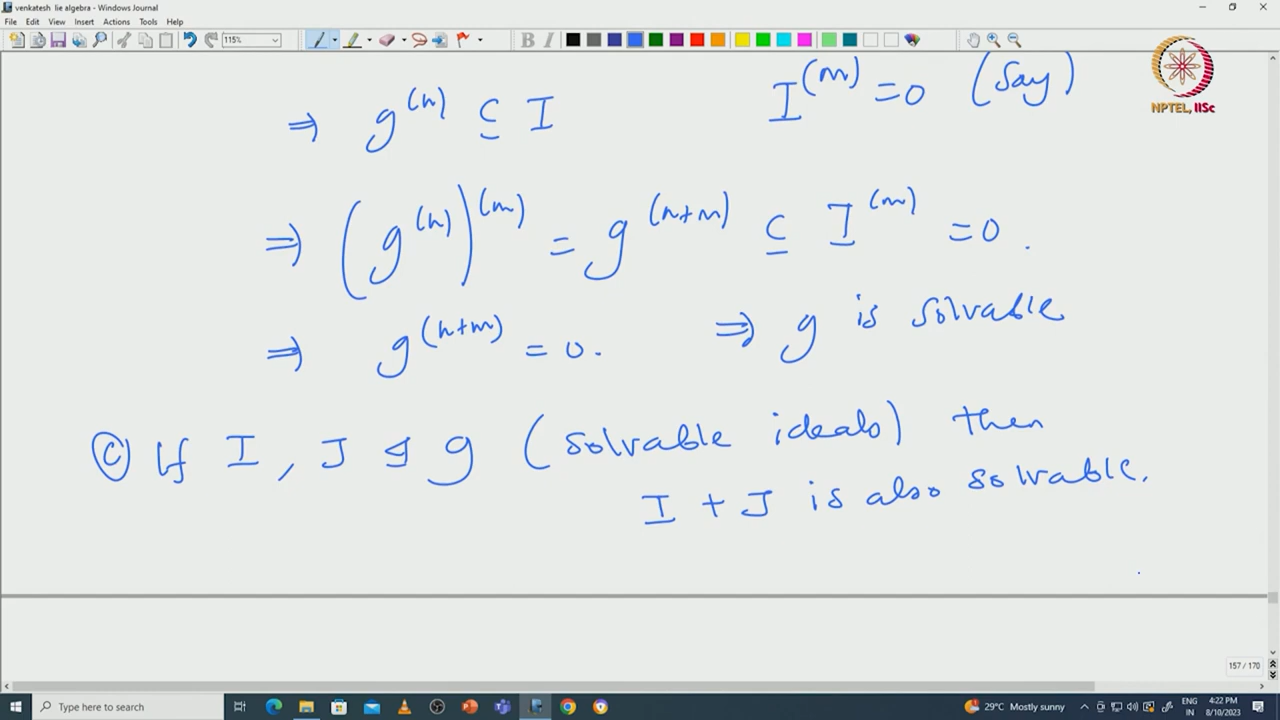 venkatesh lie algebra - Windows Journal
File Edit View Insert Actions Tools Help
115%
B I
NPTEL, IISc
⇒ g^(n) ⊆ I I^(m) = 0 (Say)
⇒ (g^(n))^(m) = g^(n+m) ⊆ I^(m) = 0.
⇒ g^(n+m) = 0. ⇒ g is solvable
(c) If I, J ⊴ g (solvable ideals) then
I + J is also solvable.
157 / 170
Type here to search
29°C Mostly sunny
ENG
IN
4:22 PM
8/10/2023